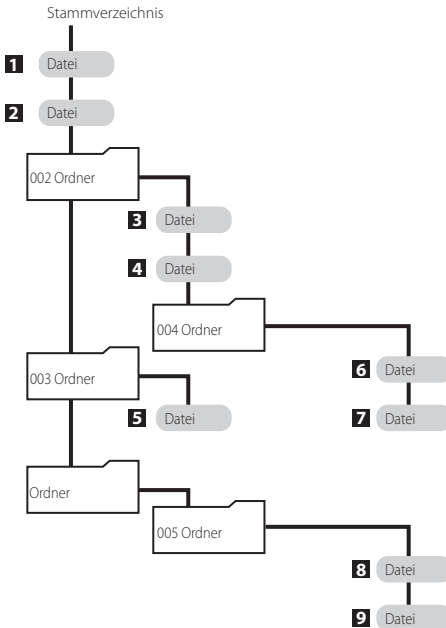 Stammverzeichnis
1 Datei
2 Datei
002 Ordner
3 Datei
4 Datei
004 Ordner
6 Datei
003 Ordner
5 Datei
7 Datei
Ordner
005 Ordner
8 Datei
9 Datei